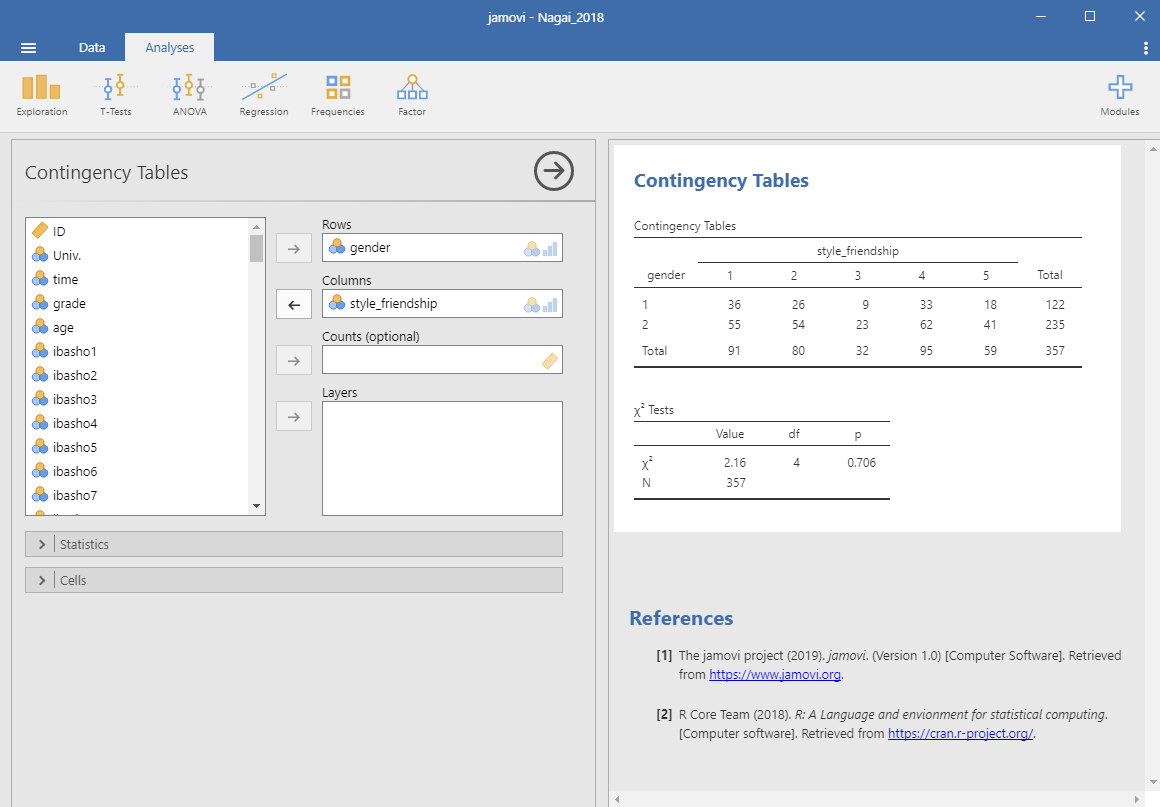 jamovi - Nagai_2018
Data Analyses
Exploration T-Tests ANOVA Regression Frequencies Factor Modules
Contingency Tables
ID
Univ.
time
grade
age
ibasho1
ibasho2
ibasho3
ibasho4
ibasho5
ibasho6
ibasho7
Rows
gender
Columns
style_friendship
Counts (optional)
Layers
Statistics
Cells
Contingency Tables
Contingency Tables
style_friendship
gender 1 2 3 4 5 Total
1 36 26 9 33 18 122
2 55 54 23 62 41 235
Total 91 80 32 95 59 357
χ² Tests
Value df p
χ² 2.16 4 0.706
N 357
References
[1] The jamovi project (2019). jamovi. (Version 1.0) [Computer Software]. Retrieved
from https://www.jamovi.org.
[2] R Core Team (2018). R: A Language and envionment for statistical computing.
[Computer software]. Retrieved from https://cran.r-project.org/.